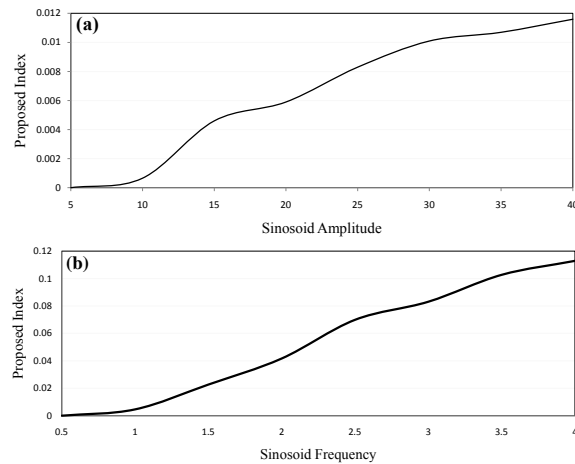 (a)
Proposed Index
0.012
0.01
0.008
0.006
0.004
0.002
0
5 10 15 20 25 30 35 40
Sinosoid Amplitude
(b)
Proposed Index
0.12
0.1
0.08
0.06
0.04
0.02
0
0.5 1 1.5 2 2.5 3 3.5 4
Sinosoid Frequency